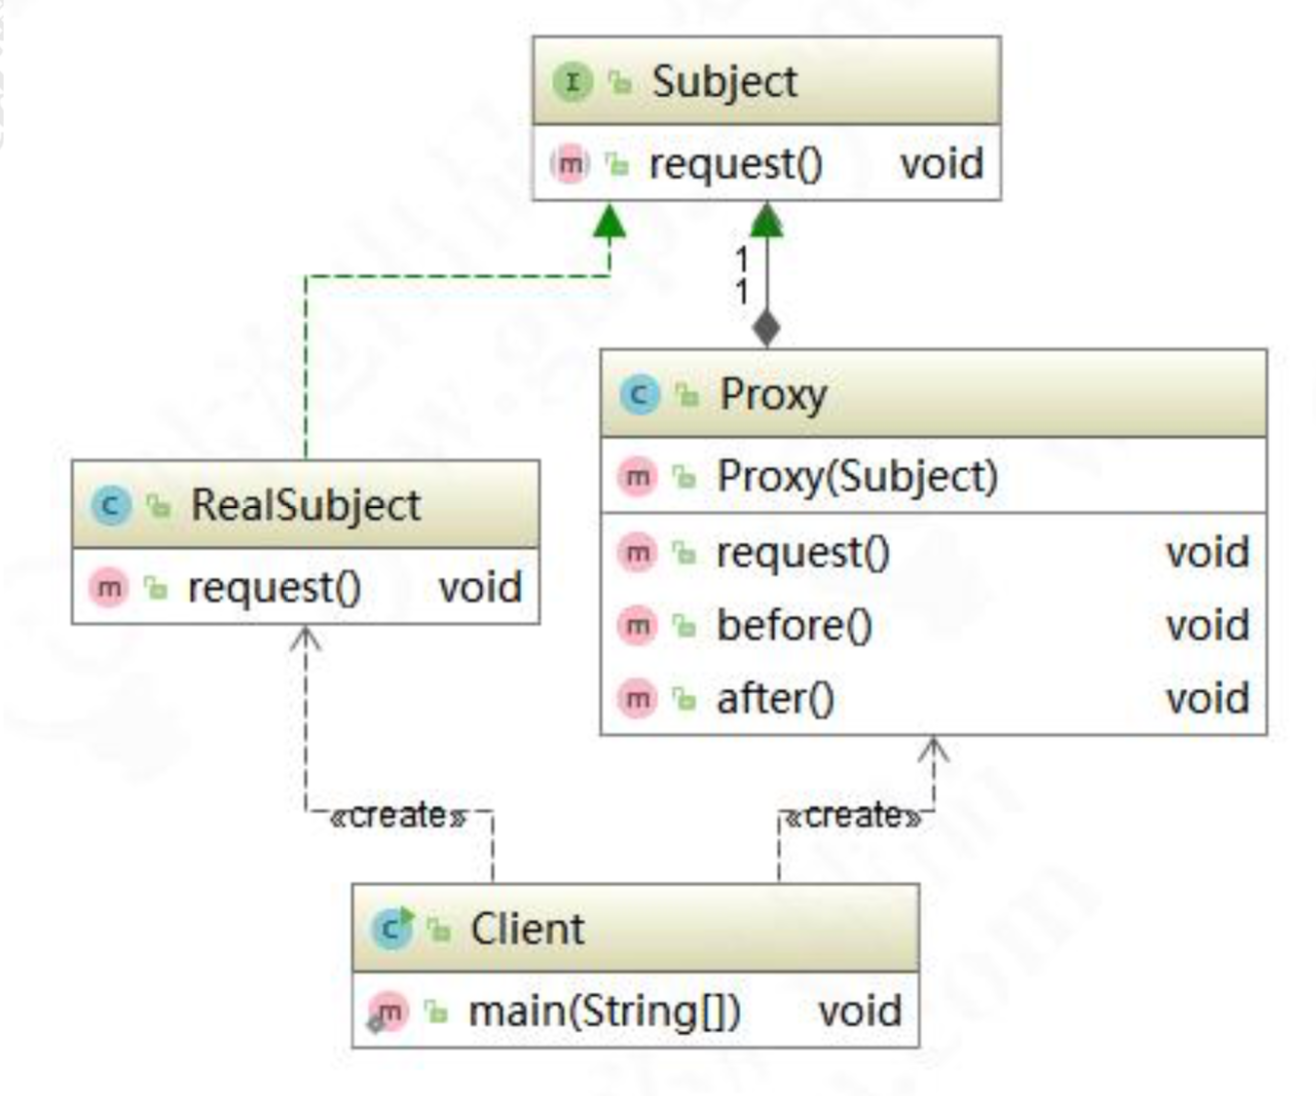 I Subject
m request() void
1
1
C Proxy
m Proxy(Subject)
C RealSubject
m request() void
m request() void
m before() void
m after() void
«create»
«create»
C Client
m main(String[]) void